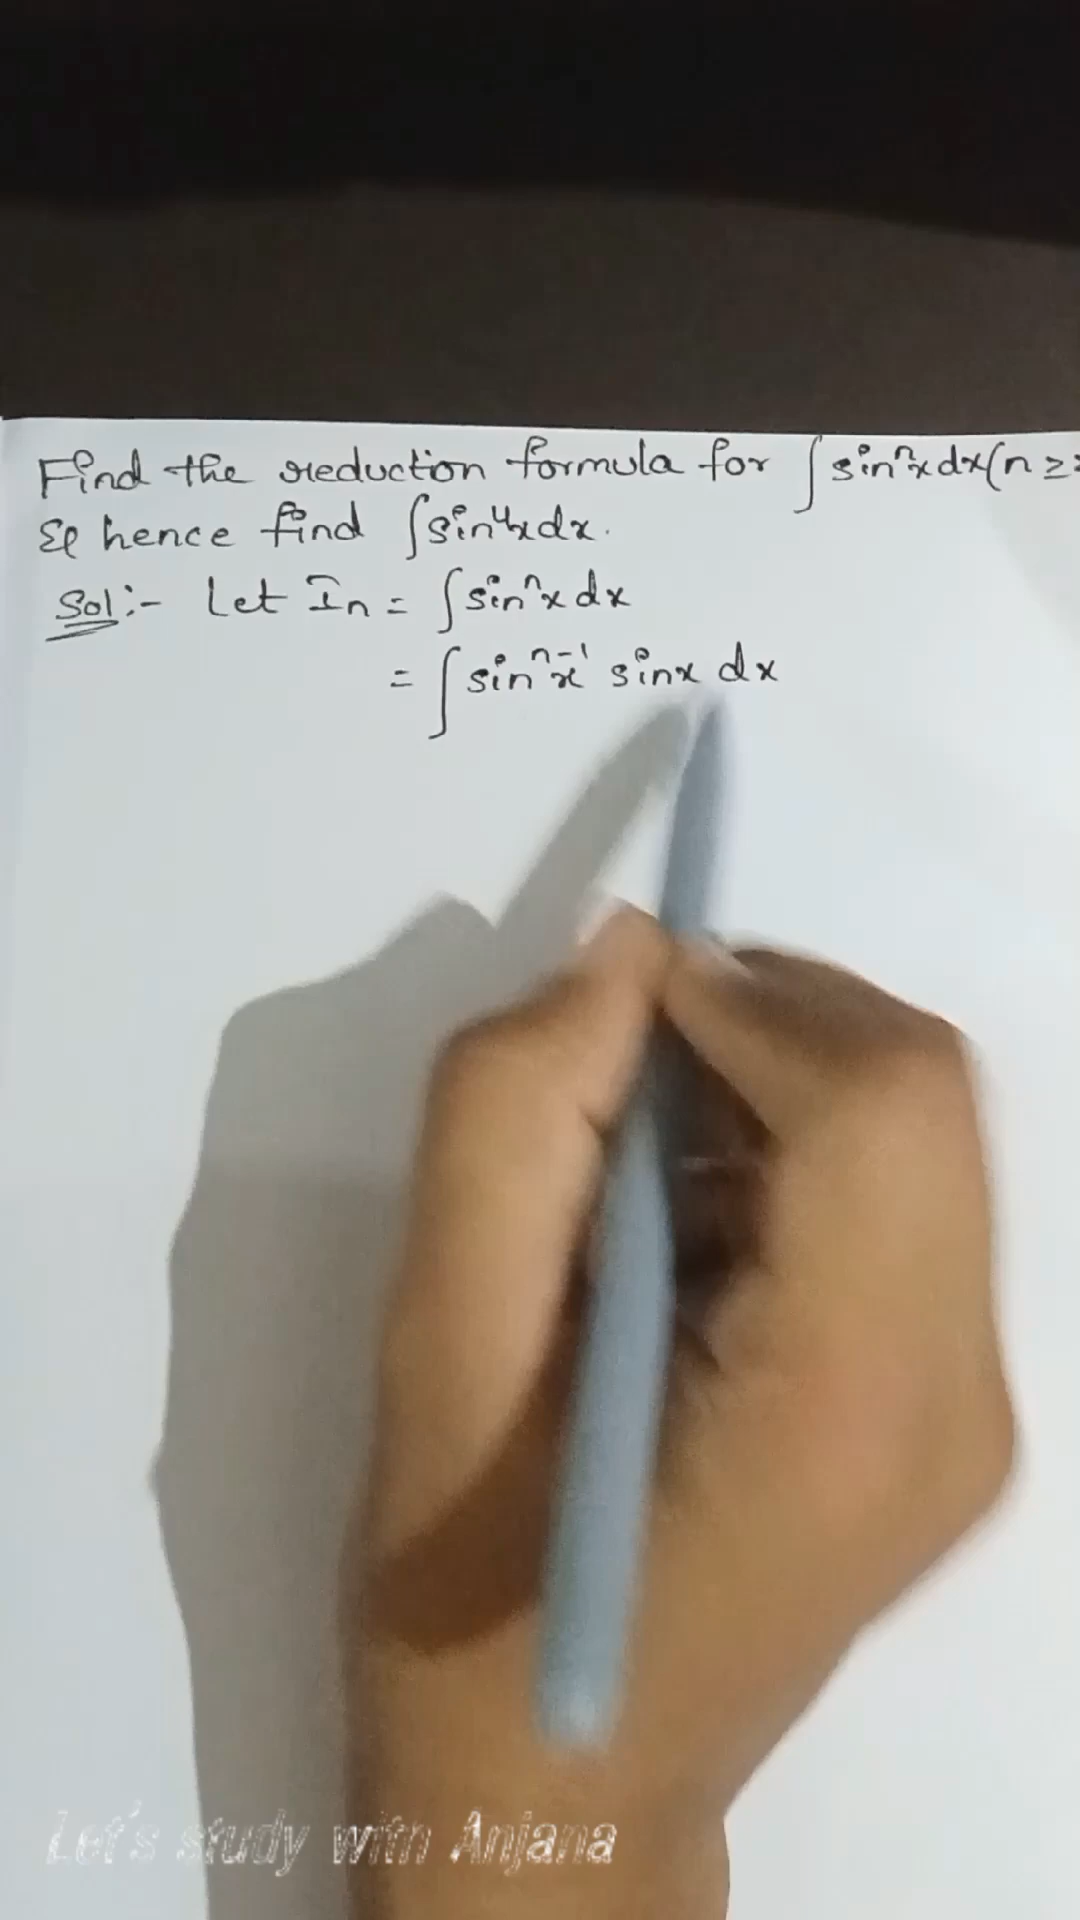 Find the reduction formula for ∫sinⁿx dx (n ≥
& hence find ∫sin⁴x dx.
Sol:- Let Iₙ = ∫sinⁿx dx
= ∫sinⁿ⁻¹x sinx dx
Let's study with Anjana